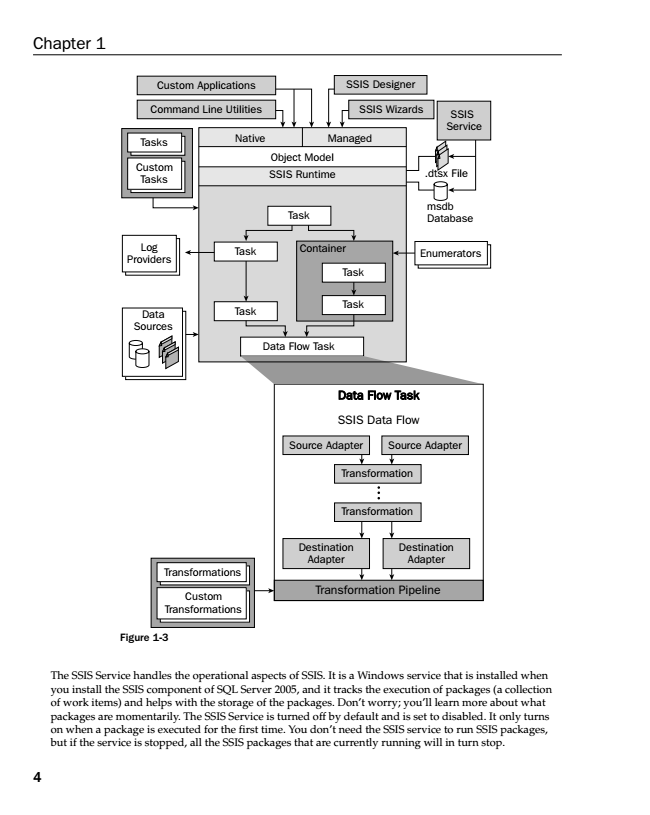 Chapter 1
Custom Applications
SSIS Designer
Command Line Utilities
SSIS Wizards
SSIS
Service
Tasks
Custom
Tasks
Native
Managed
Object Model
SSIS Runtime
.dtsx File
msdb
Database
Task
Log
Providers
Task
Container
Task
Task
Enumerators
Task
Data
Sources
Data Flow Task
Data Flow Task
SSIS Data Flow
Source Adapter
Source Adapter
Transformation
Transformation
Destination
Adapter
Destination
Adapter
Transformations
Custom
Transformations
Transformation Pipeline
Figure 1-3
The SSIS Service handles the operational aspects of SSIS. It is a Windows service that is installed when
you install the SSIS component of SQL Server 2005, and it tracks the execution of packages (a collection
of work items) and helps with the storage of the packages. Don’t worry; you’ll learn more about what
packages are momentarily. The SSIS Service is turned off by default and is set to disabled. It only turns
on when a package is executed for the first time. You don’t need the SSIS service to run SSIS packages,
but if the service is stopped, all the SSIS packages that are currently running will in turn stop.
4